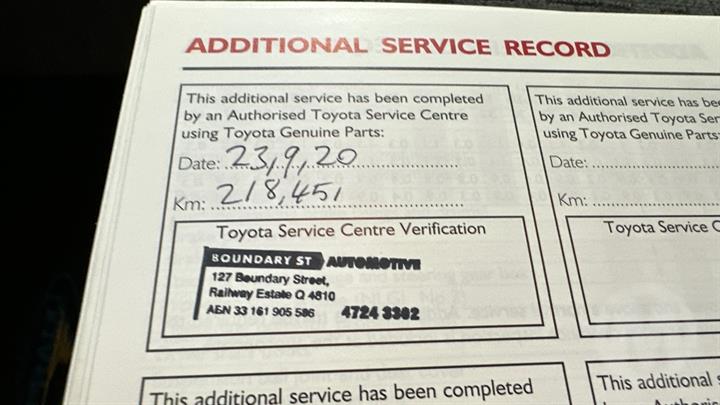 ADDITIONAL SERVICE RECORD
This additional service has been completed
by an Authorised Toyota Service Centre
using Toyota Genuine Parts:
Date: 23,9,20
Km: 218,451
Toyota Service Centre Verification
BOUNDARY ST AUTOMOTIVE
127 Boundary Street,
Railway Estate Q 4810
ABN 33 161 905 586 4724 3302
This additional service has been completed
This additional service has bee
by an Authorised Toyota Ser
using Toyota Genuine Parts:
Date:
Km:
Toyota Service C
This additional s